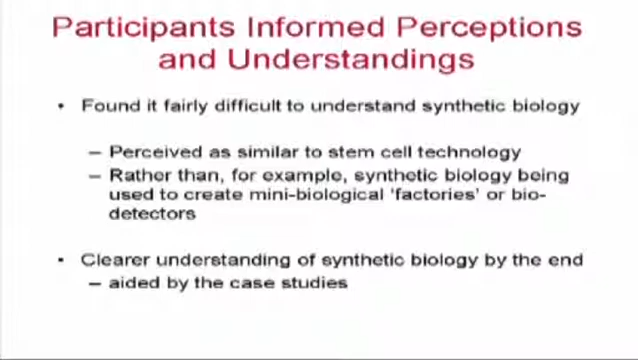 Participants Informed Perceptions
and Understandings
• Found it fairly difficult to understand synthetic biology
– Perceived as similar to stem cell technology
– Rather than, for example, synthetic biology being
used to create mini-biological 'factories' or bio-
detectors
• Clearer understanding of synthetic biology by the end
– aided by the case studies